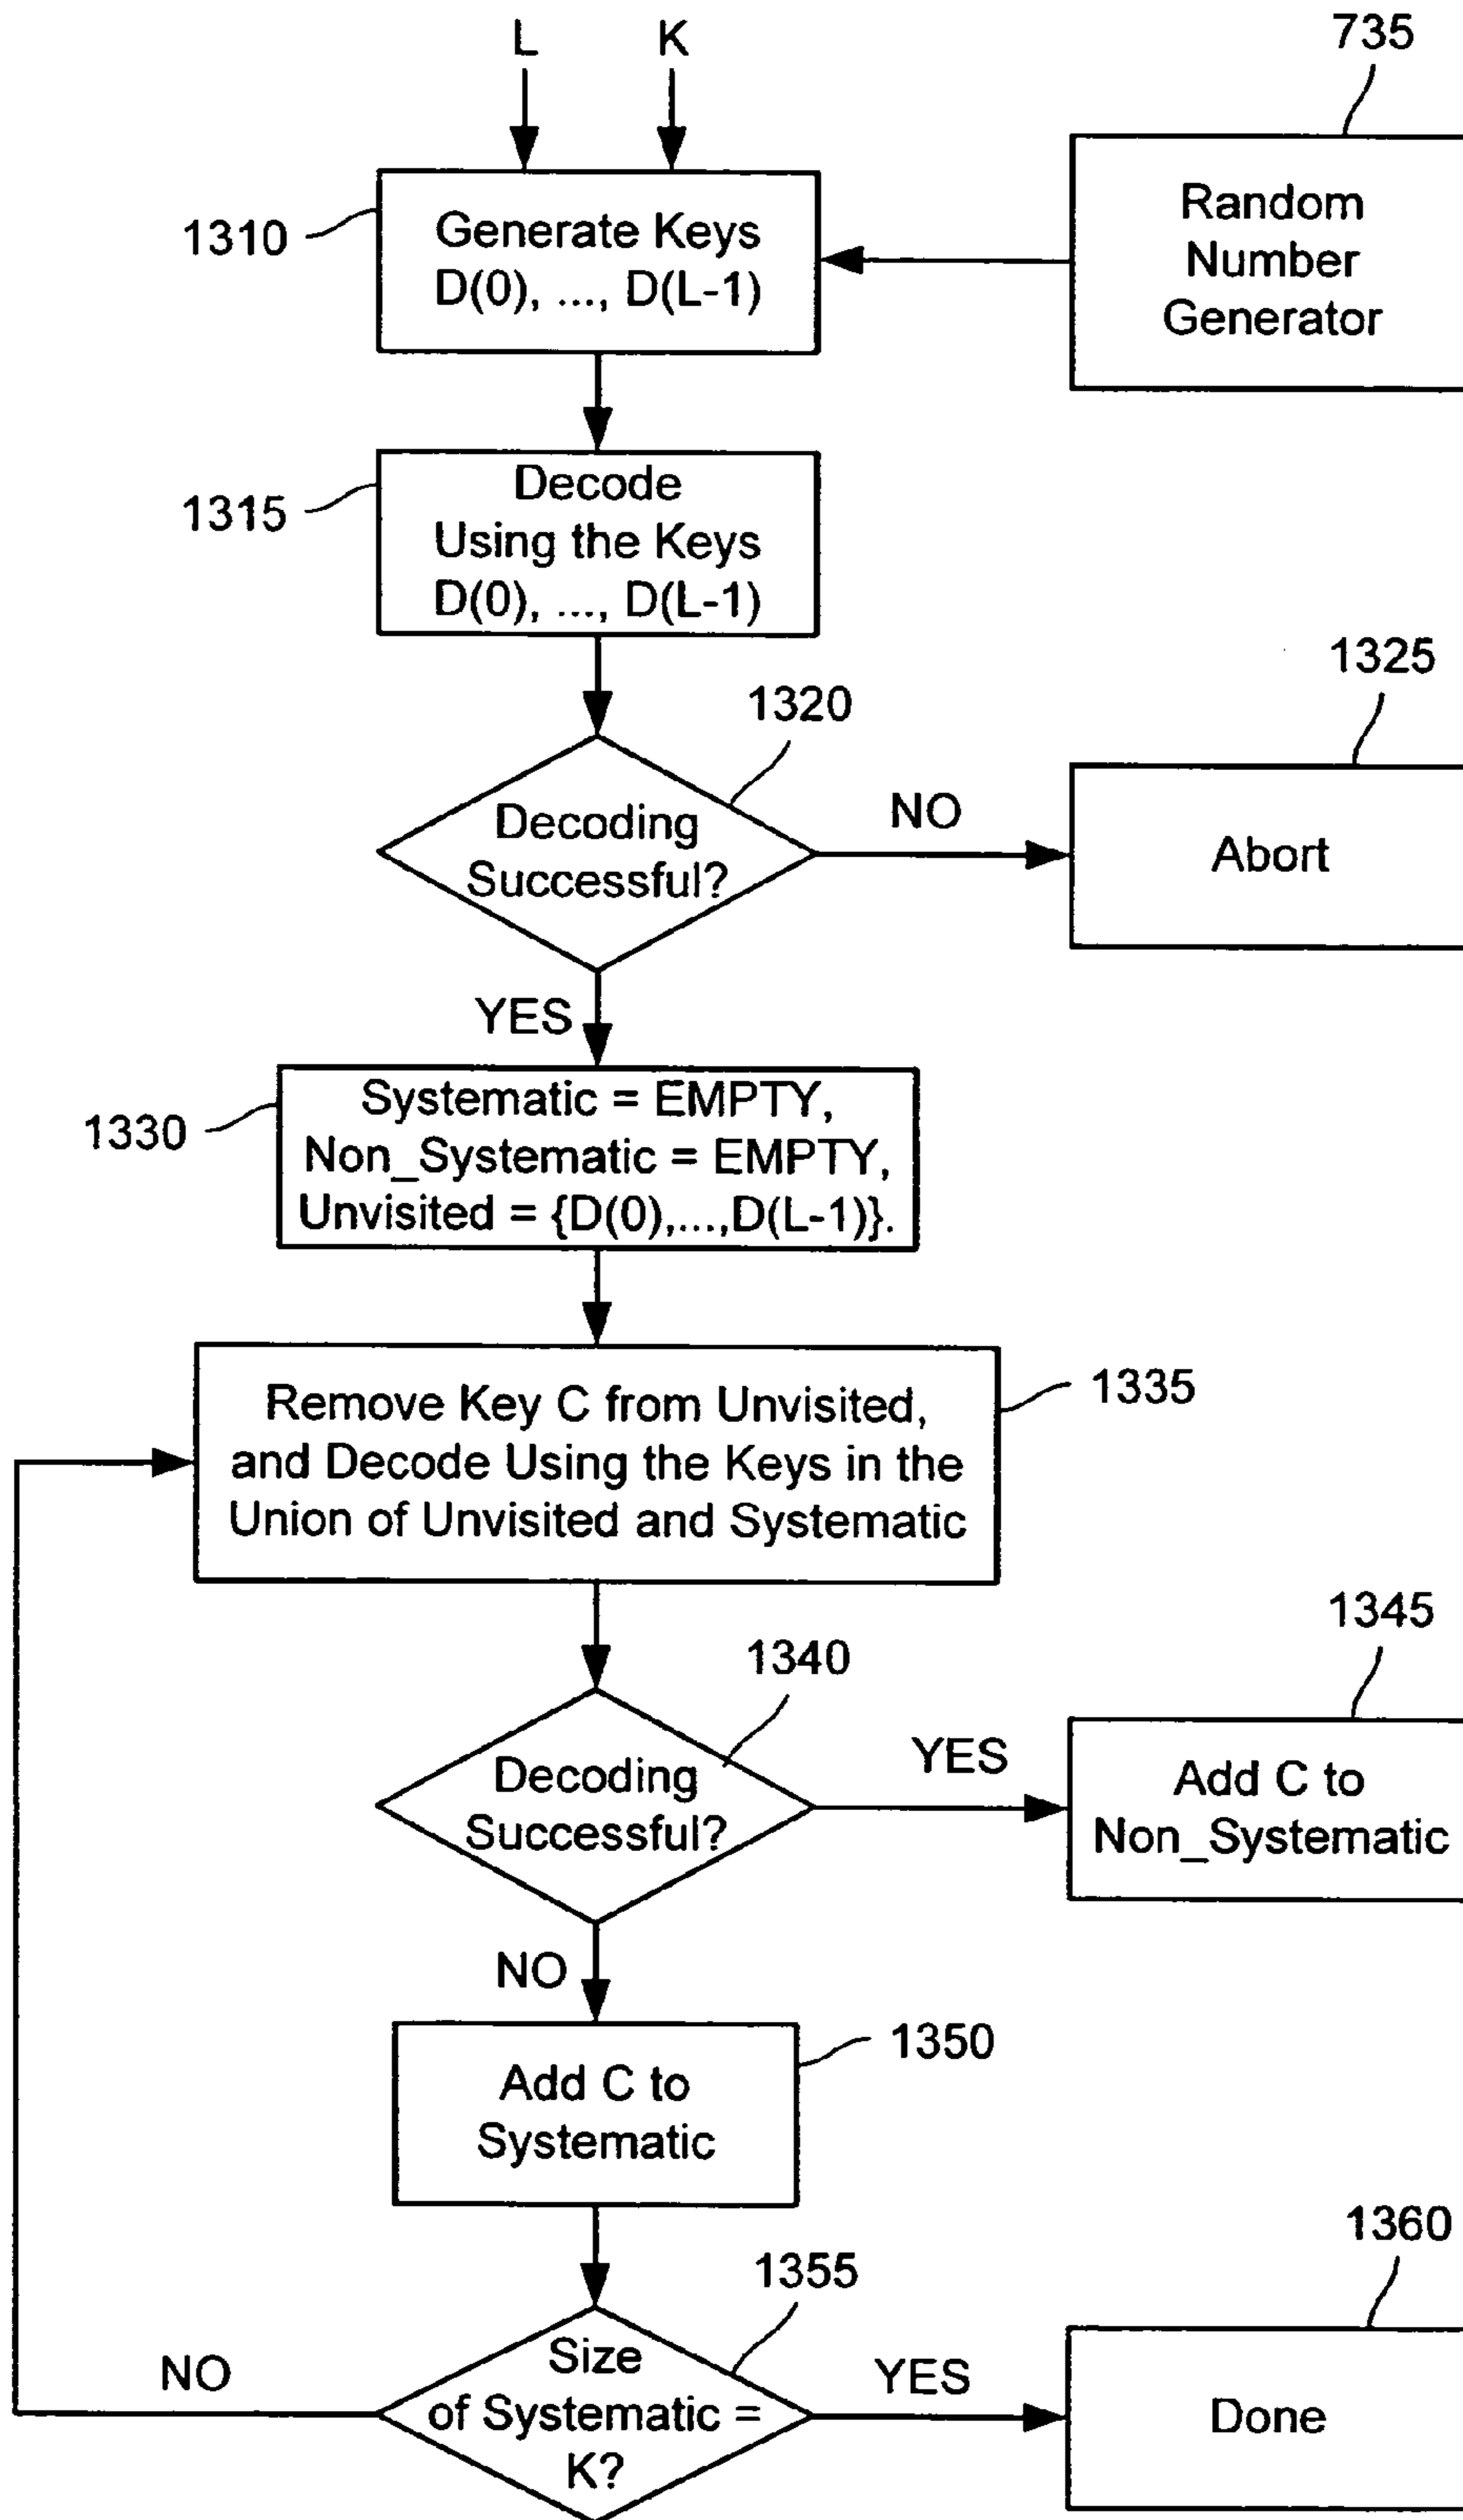 L
K
735
1310
Generate Keys
D(0), ..., D(L-1)
Random
Number
Generator
1315
Decode
Using the Keys
D(0), ..., D(L-1)
1320
1325
Decoding
Successful?
NO
Abort
YES
1330
Systematic = EMPTY,
Non_Systematic = EMPTY,
Unvisited = {D(0),...,D(L-1)}.
1335
Remove Key C from Unvisited,
and Decode Using the Keys in the
Union of Unvisited and Systematic
1340
1345
Decoding
Successful?
YES
Add C to
Non_Systematic
NO
1350
Add C to
Systematic
1355
1360
NO
Size
of Systematic =
K?
YES
Done